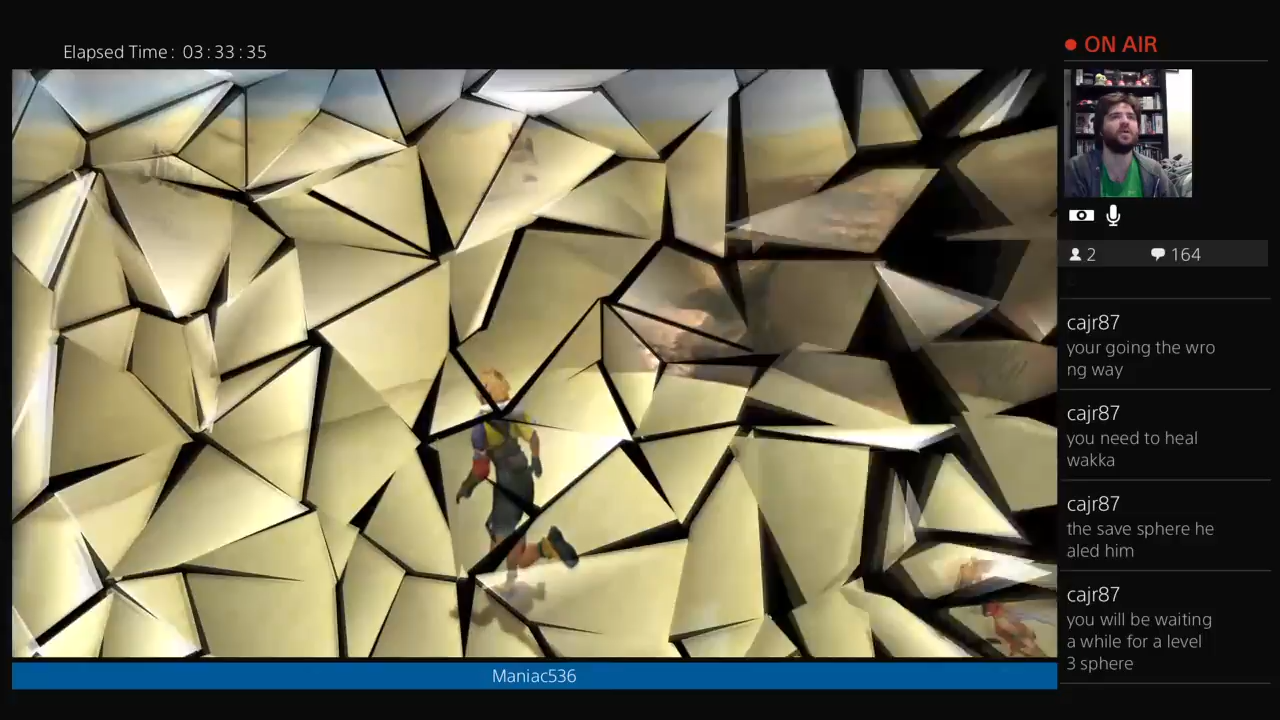 Elapsed Time: 03:33:35
ON AIR
2 164
cajr87
your going the wro
ng way
cajr87
you need to heal
wakka
cajr87
the save sphere he
aled him
cajr87
you will be waiting
a while for a level
3 sphere
Maniac536